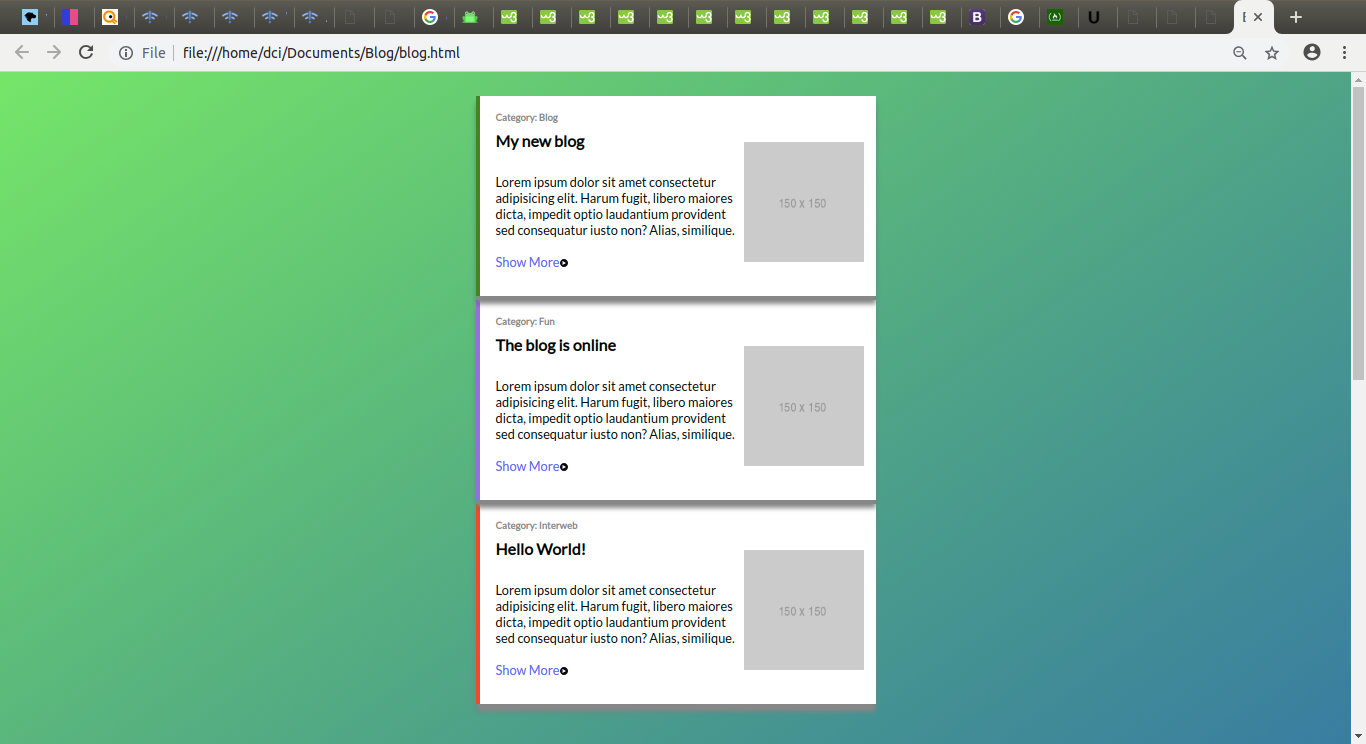 File
file:///home/dci/Documents/Blog/blog.html
Category: Blog
My new blog
Lorem ipsum dolor sit amet consectetur
adipisicing elit. Harum fugit, libero maiores
dicta, impedit optio laudantium provident
sed consequatur iusto non? Alias, similique.
Show More
150 x 150
Category: Fun
The blog is online
Lorem ipsum dolor sit amet consectetur
adipisicing elit. Harum fugit, libero maiores
dicta, impedit optio laudantium provident
sed consequatur iusto non? Alias, similique.
Show More
150 x 150
Category: Interweb
Hello World!
Lorem ipsum dolor sit amet consectetur
adipisicing elit. Harum fugit, libero maiores
dicta, impedit optio laudantium provident
sed consequatur iusto non? Alias, similique.
Show More
150 x 150